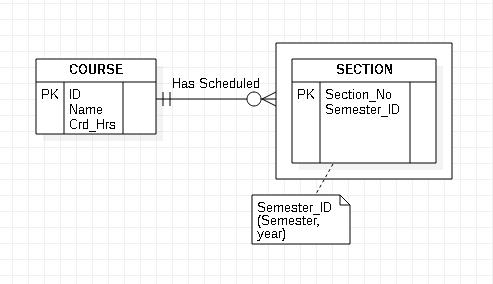 COURSE
PK ID
Name
Crd_Hrs
Has Scheduled
SECTION
PK Section_No
Semester_ID
Semester_ID
(Semester,
year)